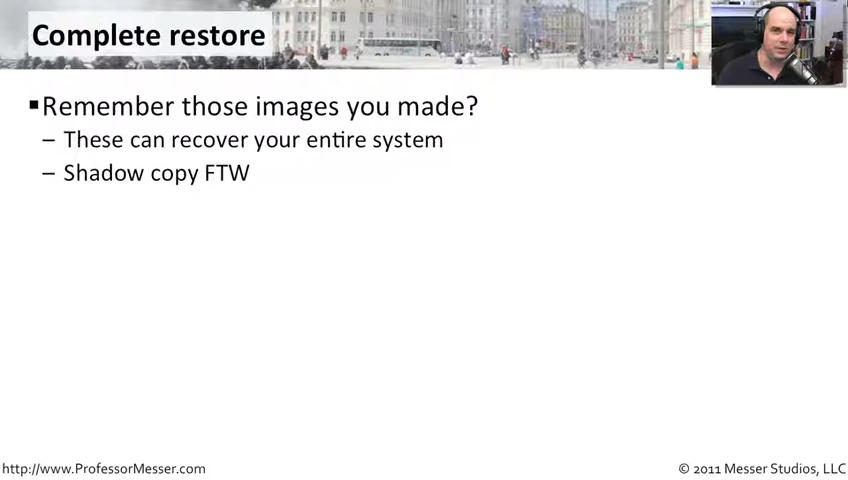 Complete restore
▪Remember those images you made?
– These can recover your entire system
– Shadow copy FTW
http://www.ProfessorMesser.com
© 2011 Messer Studios, LLC